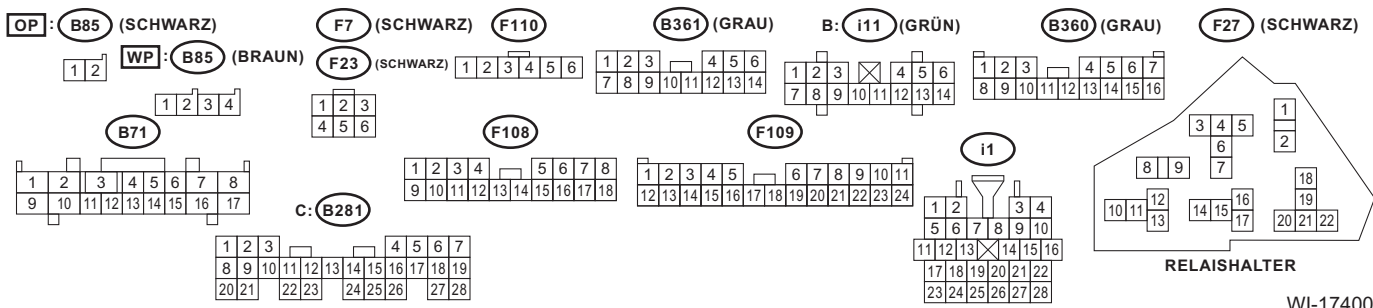 OP : B85 (SCHWARZ)
1 2
WP : B85 (BRAUN)
1 2 3 4
F7 (SCHWARZ)
F23 (SCHWARZ)
1 2 3
4 5 6
F110
1 2 3 4 5 6
B361 (GRAU)
1 2 3 4 5 6
7 8 9 10 11 12 13 14
B: i11 (GRÜN)
1 2 3 4 5 6
7 8 9 10 11 12 13 14
B360 (GRAU)
1 2 3 4 5 6 7
8 9 10 11 12 13 14 15 16
F27 (SCHWARZ)
1
2
3 4 5
6
7
8 9
10 11 12
13
14 15 16
17
18
19
20 21 22
RELAISHALTER
B71
1 2 3 4 5 6 7 8
9 10 11 12 13 14 15 16 17
F108
1 2 3 4 5 6 7 8
9 10 11 12 13 14 15 16 17 18
F109
1 2 3 4 5 6 7 8 9 10 11
12 13 14 15 16 17 18 19 20 21 22 23 24
i1
1 2 3 4
5 6 7 8 9 10
11 12 13 14 15 16
17 18 19 20 21 22
23 24 25 26 27 28
C: B281
1 2 3 4 5 6 7
8 9 10 11 12 13 14 15 16 17 18 19
20 21 22 23 24 25 26 27 28
WI-17400